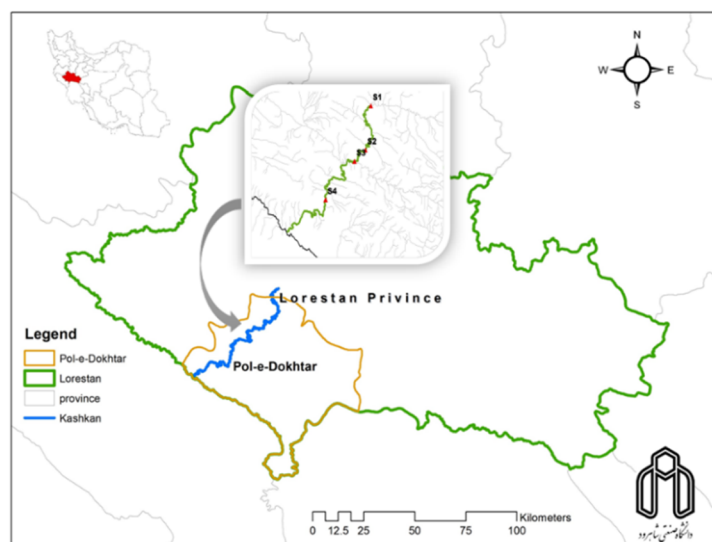 N
W E
S
S1
S2
S3
S4
Lorestan Privince
Pol-e-Dokhtar
Legend
Pol-e-Dokhtar
Lorestan
province
Kashkan
Kilometers
0 12.5 25 50 75 100
دانشگاه صنعتی شاهرود